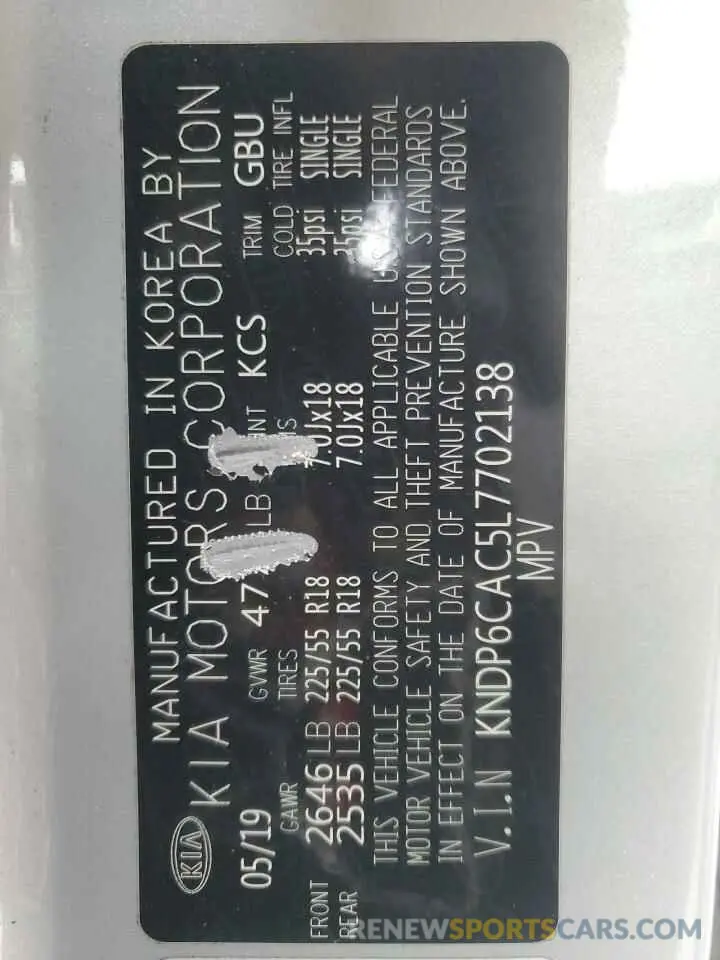 MANUFACTURED IN KOREA BY
KIA KIA MOTORS CORPORATION
05/19 GVWR 47 LB KCS TRIM GBU
GAWR TIRES COLD TIRE INFL
FRONT 2646 LB 225/55 R18 7.0Jx18 35psi SINGLE
REAR 2535 LB 225/55 R18 7.0Jx18 35psi SINGLE
THIS VEHICLE CONFORMS TO ALL APPLICABLE FEDERAL
MOTOR VEHICLE SAFETY AND THEFT PREVENTION STANDARDS
IN EFFECT ON THE DATE OF MANUFACTURE SHOWN ABOVE.
V.I.N KNDP6CAC5L7702138
MPV
RENEWSPORTSCARS.COM